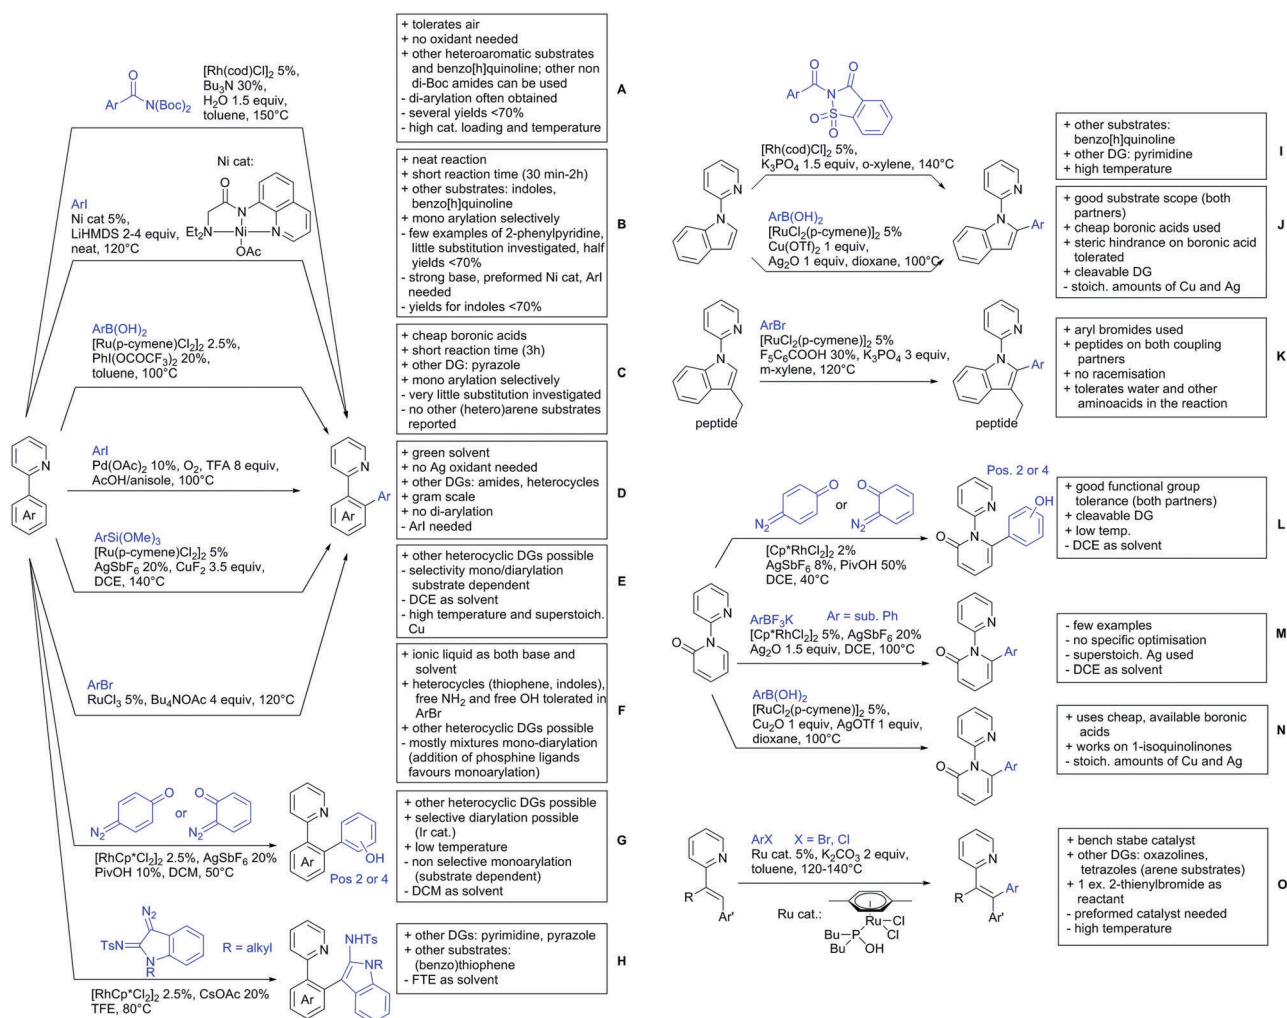 O
Ar
N(Boc)2
[Rh(cod)Cl]2 5%,
Bu3N 30%,
H2O 1.5 equiv,
toluene, 150°C
+ tolerates air
+ no oxidant needed
+ other heteroaromatic substrates
and benzo[h]quinoline; other non
di-Boc amides can be used
- di-arylation often obtained
- several yields <70%
- high cat. loading and temperature
A
Ni cat:
O
N
N
Et2
Ni
OAc
ArI
Ni cat 5%,
LiHMDS 2-4 equiv,
neat, 120°C
+ neat reaction
+ short reaction time (30 min-2h)
+ other substrates: indoles,
benzo[h]quinoline
+ mono arylation selectively
- few examples of 2-phenylpyridine,
little substitution investigated, half
yields <70%
- strong base, preformed Ni cat, ArI
needed
- yields for indoles <70%
B
ArB(OH)2
[Ru(p-cymene)Cl2]2 2.5%,
PhI(OCOCF3)2 20%,
toluene, 100°C
+ cheap boronic acids
+ short reaction time (3h)
+ other DG: pyrazole
+ mono arylation selectively
- very little substitution investigated
- no other (hetero)arene substrates
reported
C
N
Ar
ArI
Pd(OAc)2 10%, O2, TFA 8 equiv,
AcOH/anisole, 100°C
N
Ar
Ar
+ green solvent
+ no Ag oxidant needed
+ other DGs: amides, heterocycles
+ gram scale
+ no di-arylation
- ArI needed
D
ArSi(OMe)3
[Ru(p-cymene)Cl2]2 5%
AgSbF6 20%, CuF2 3.5 equiv,
DCE, 140°C
+ other heterocyclic DGs possible
- selectivity mono/diarylation
substrate dependent
- DCE as solvent
- high temperature and superstoich.
Cu
E
ArBr
RuCl3 5%, Bu4NOAc 4 equiv, 120°C
+ ionic liquid as both base and
solvent
+ heterocycles (thiophene, indoles),
free NH2 and free OH tolerated in
ArBr
+ other heterocyclic DGs possible
- mostly mixtures mono-diarylation
(addition of phosphine ligands
favours monoarylation)
F
O
N2
or
O
N2
[RhCp*Cl2]2 2.5%, AgSbF6 20%
PivOH 10%, DCM, 50°C
N
Ar
OH
Pos 2 or 4
+ other heterocyclic DGs possible
+ selective diarylation possible
(Ir cat.)
+ low temperature
- non selective monoarylation
(substrate dependent)
- DCM as solvent
G
N2
TsN
N
R
R = alkyl
[RhCp*Cl2]2 2.5%, CsOAc 20%
TFE, 80°C
N
NHTs
R
N
Ar
+ other DGs: pyrimidine, pyrazole
+ other substrates:
(benzo)thiophene
- FTE as solvent
H
O
Ar
N
O
S
O
O
[Rh(cod)Cl]2 5%,
K3PO4 1.5 equiv, o-xylene, 140°C
+ other substrates:
benzo[h]quinoline
+ other DG: pyrimidine
+ high temperature
I
N
N
ArB(OH)2
[RuCl2(p-cymene)]2 5%
Cu(OTf)2 1 equiv,
Ag2O 1 equiv, dioxane, 100°C
N
N
Ar
+ good substrate scope (both
partners)
+ cheap boronic acids used
+ steric hindrance on boronic acid
tolerated
+ cleavable DG
- stoich. amounts of Cu and Ag
J
N
N
peptide
ArBr
[RuCl2(p-cymene)]2 5%
F5C6COOH 30%, K3PO4 3 equiv,
m-xylene, 120°C
N
N
Ar
peptide
+ aryl bromides used
+ peptides on both coupling
partners
+ no racemisation
+ tolerates water and other
aminoacids in the reaction
K
O
N2
or
O
N2
[Cp*RhCl2]2 2%
AgSbF6 8%, PivOH 50%
DCE, 40°C
Pos. 2 or 4
OH
N
N
O
+ good functional group
tolerance (both partners)
+ cleavable DG
+ low temp.
- DCE as solvent
L
N
N
O
ArBF3K
Ar = sub. Ph
[Cp*RhCl2]2 5%, AgSbF6 20%
Ag2O 1.5 equiv, DCE, 100°C
N
N
O
Ar
- few examples
- no specific optimisation
- superstoich. Ag used
- DCE as solvent
M
ArB(OH)2
[RuCl2(p-cymene)]2 5%,
Cu2O 1 equiv, AgOTf 1 equiv,
dioxane, 100°C
N
N
O
Ar
+ uses cheap, available boronic
acids
+ works on 1-isoquinolinones
- stoich. amounts of Cu and Ag
N
N
R
Ar'
ArX
X = Br, Cl
Ru cat. 5%, K2CO3 2 equiv,
toluene, 120-140°C
Ru cat.:
Ru
Cl
Cl
Bu
P
OH
Bu
N
R
Ar
Ar'
+ bench stabe catalyst
+ other DGs: oxazolines,
tetrazoles (arene substrates)
+ 1 ex. 2-thienylbromide as
reactant
- preformed catalyst needed
- high temperature
O